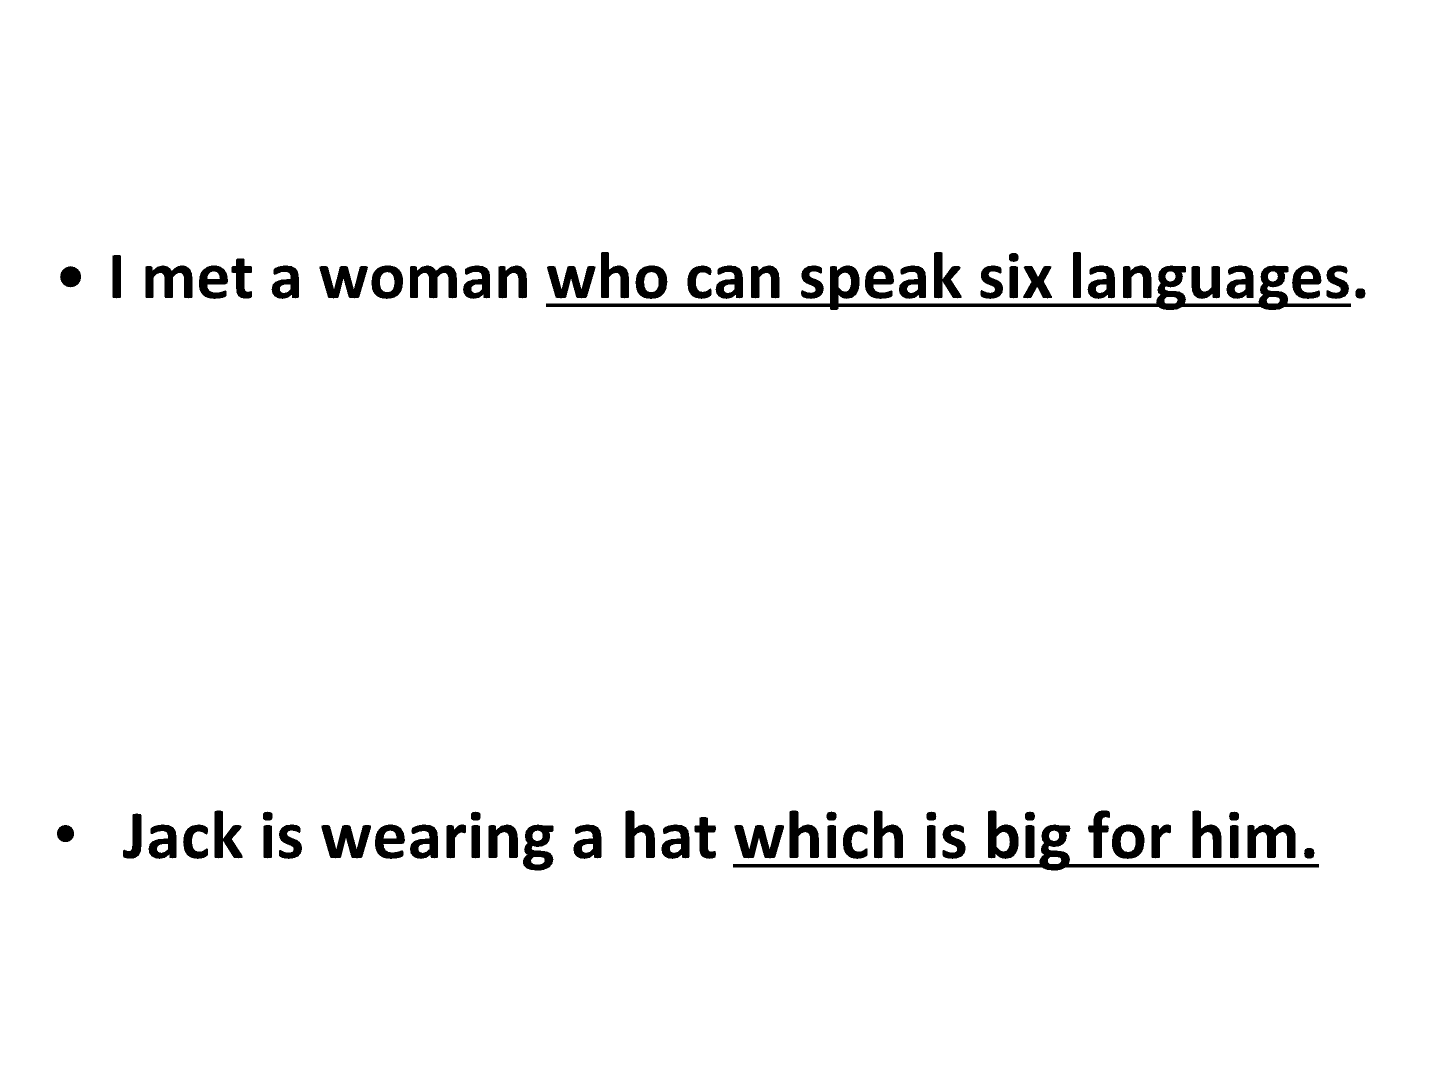 • I met a woman who can speak six languages.
• Jack is wearing a hat which is big for him.